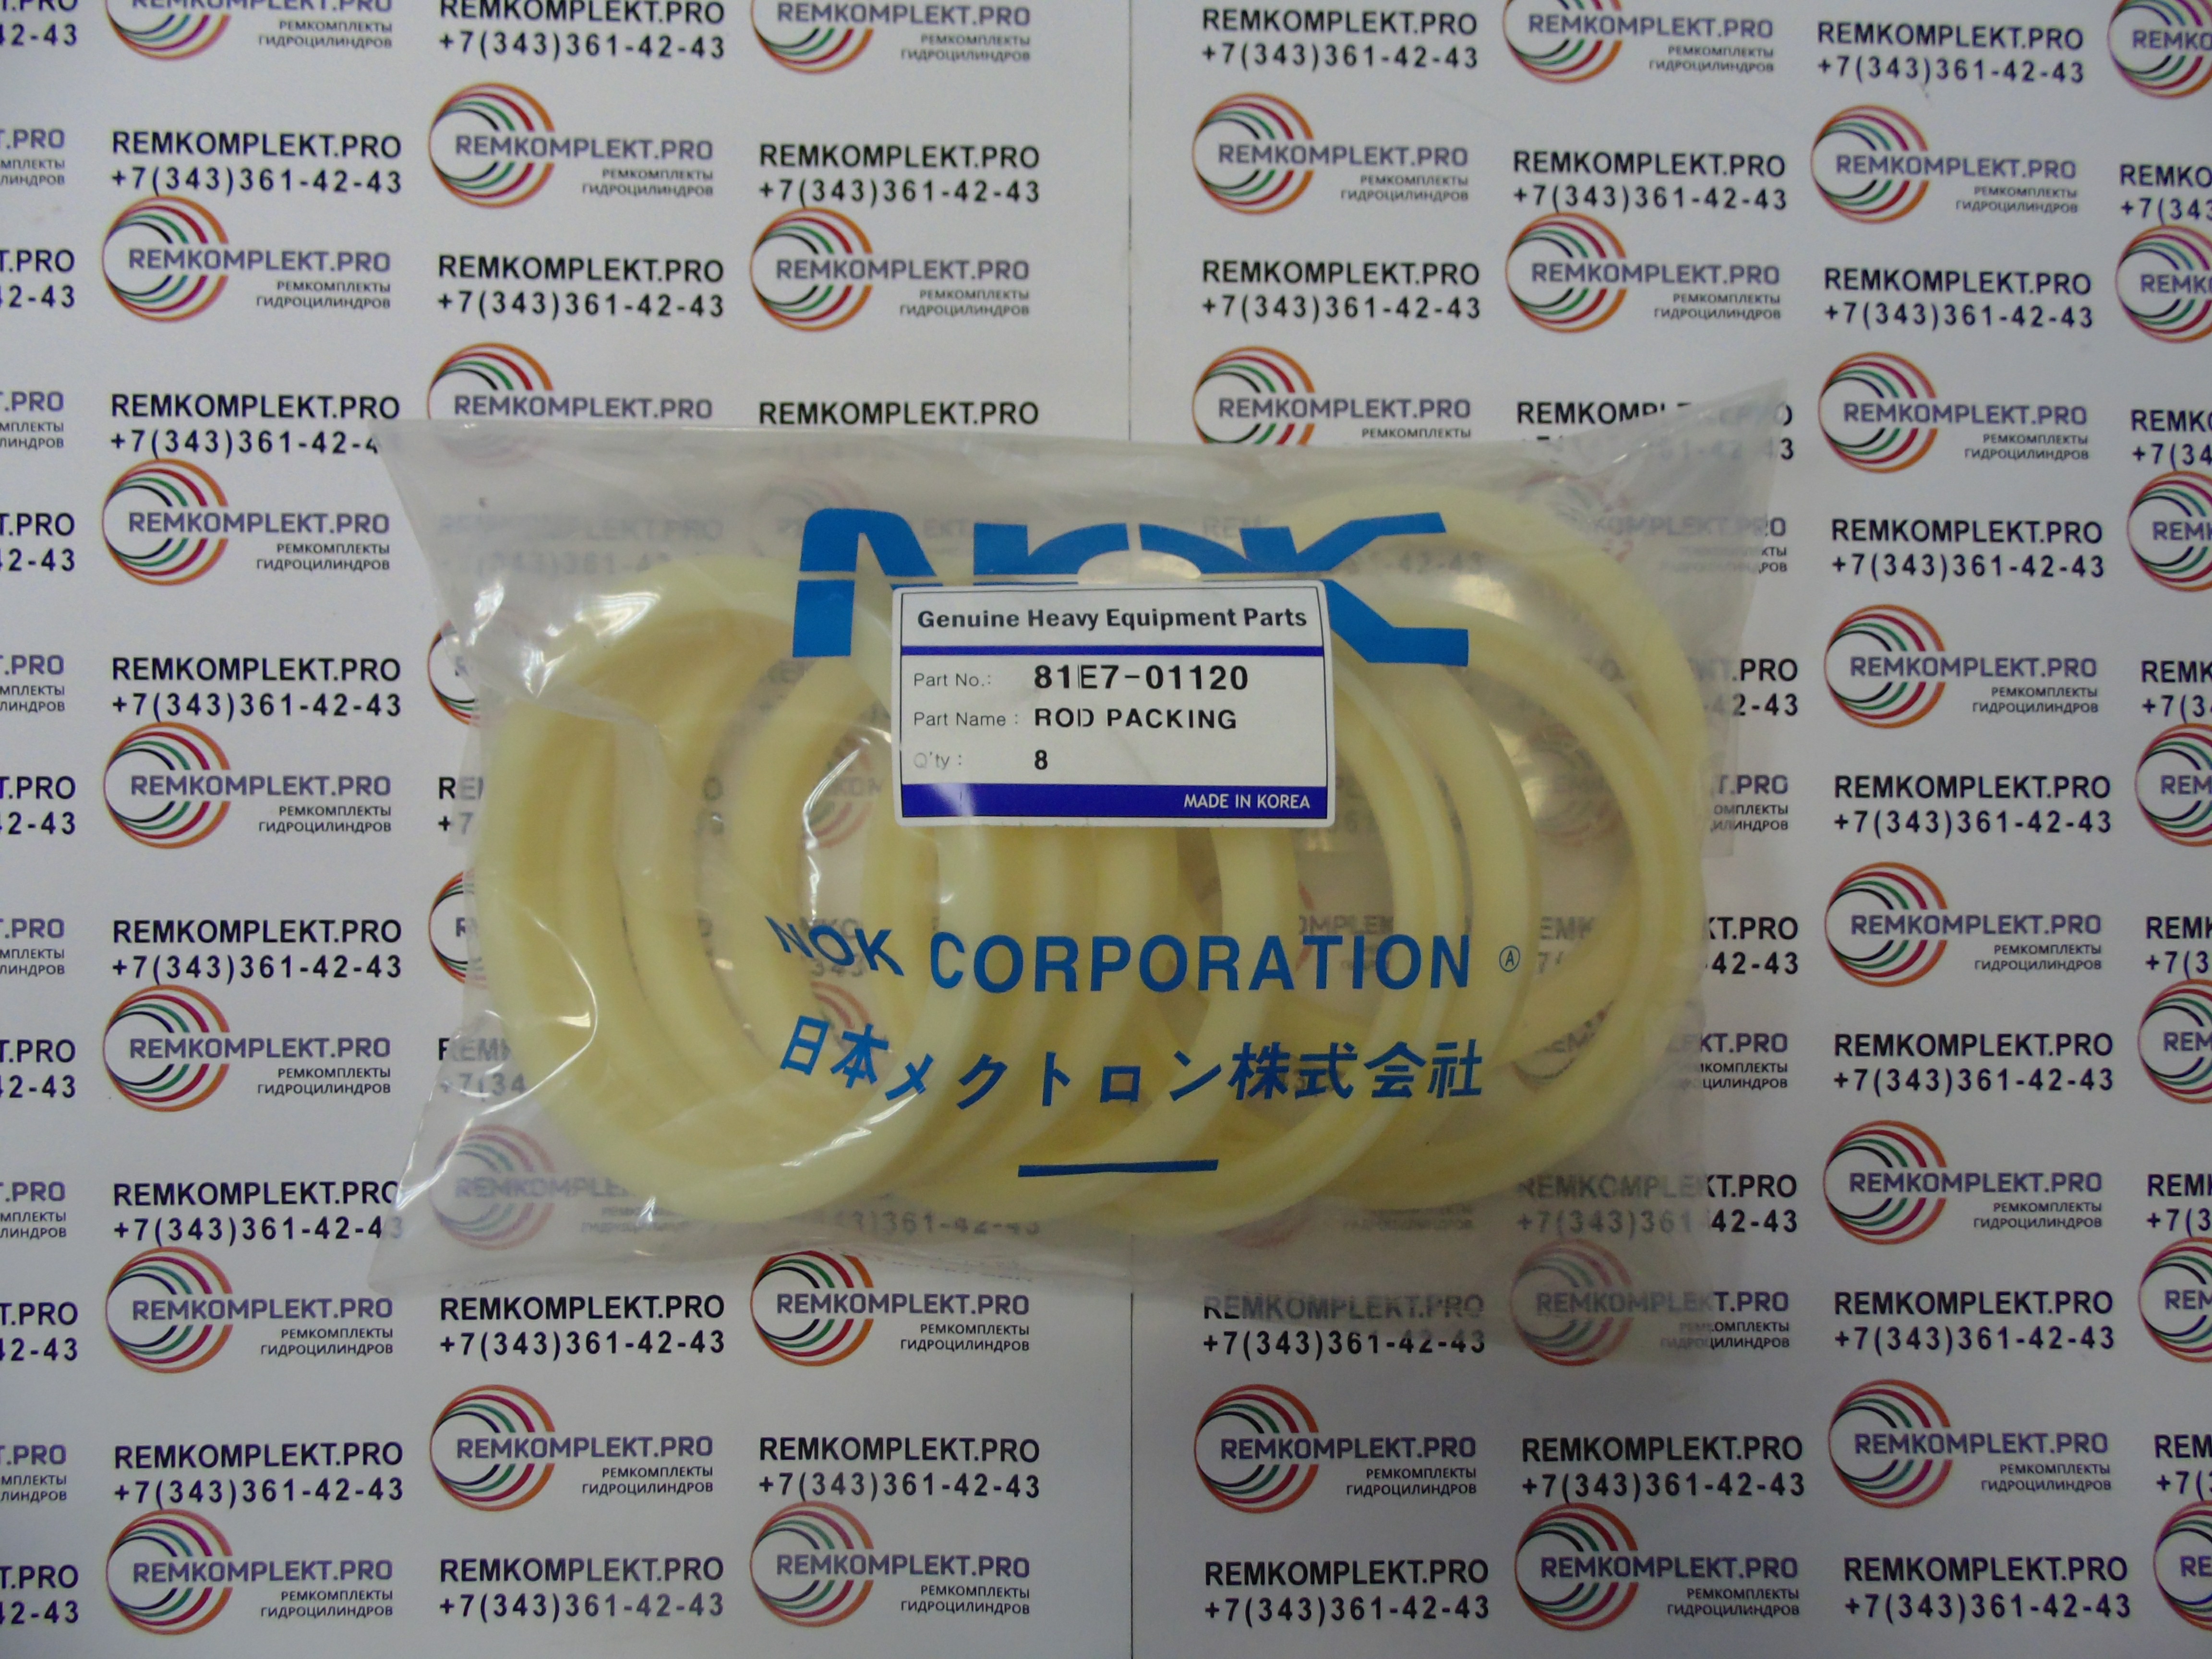 REMKOMPLEKT.PRO
+7(343)361-42-43
REMKOMPLEKT.PRO
РЕМКОМПЛЕКТЫ
ГИДРОЦИЛИНДРОВ
NOK
Genuine Heavy Equipment Parts
Part No.: 81E7-01120
Part Name : ROD PACKING
Q'ty : 8
MADE IN KOREA
NOK CORPORATION Ⓐ
日本メクトロン株式会社